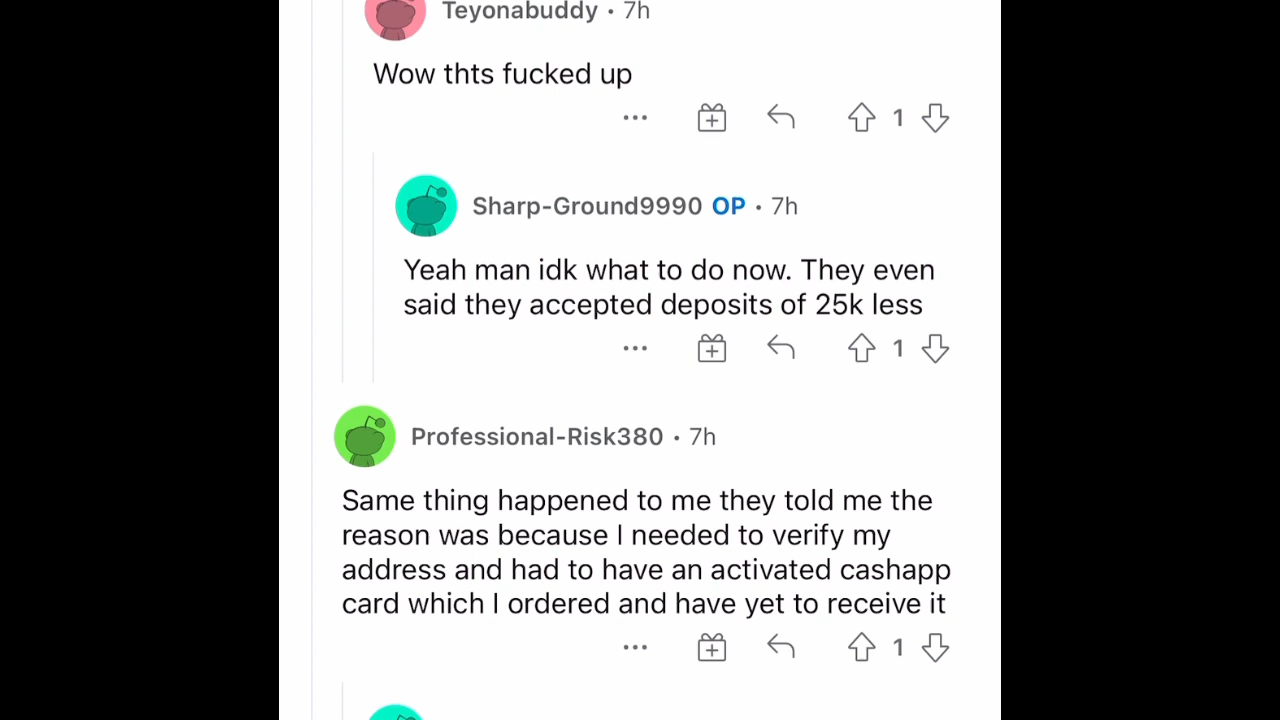 Teyonabuddy • 7h
Wow thts fucked up
1
Sharp-Ground9990 OP • 7h
Yeah man idk what to do now. They even
said they accepted deposits of 25k less
1
Professional-Risk380 • 7h
Same thing happened to me they told me the
reason was because I needed to verify my
address and had to have an activated cashapp
card which I ordered and have yet to receive it
1